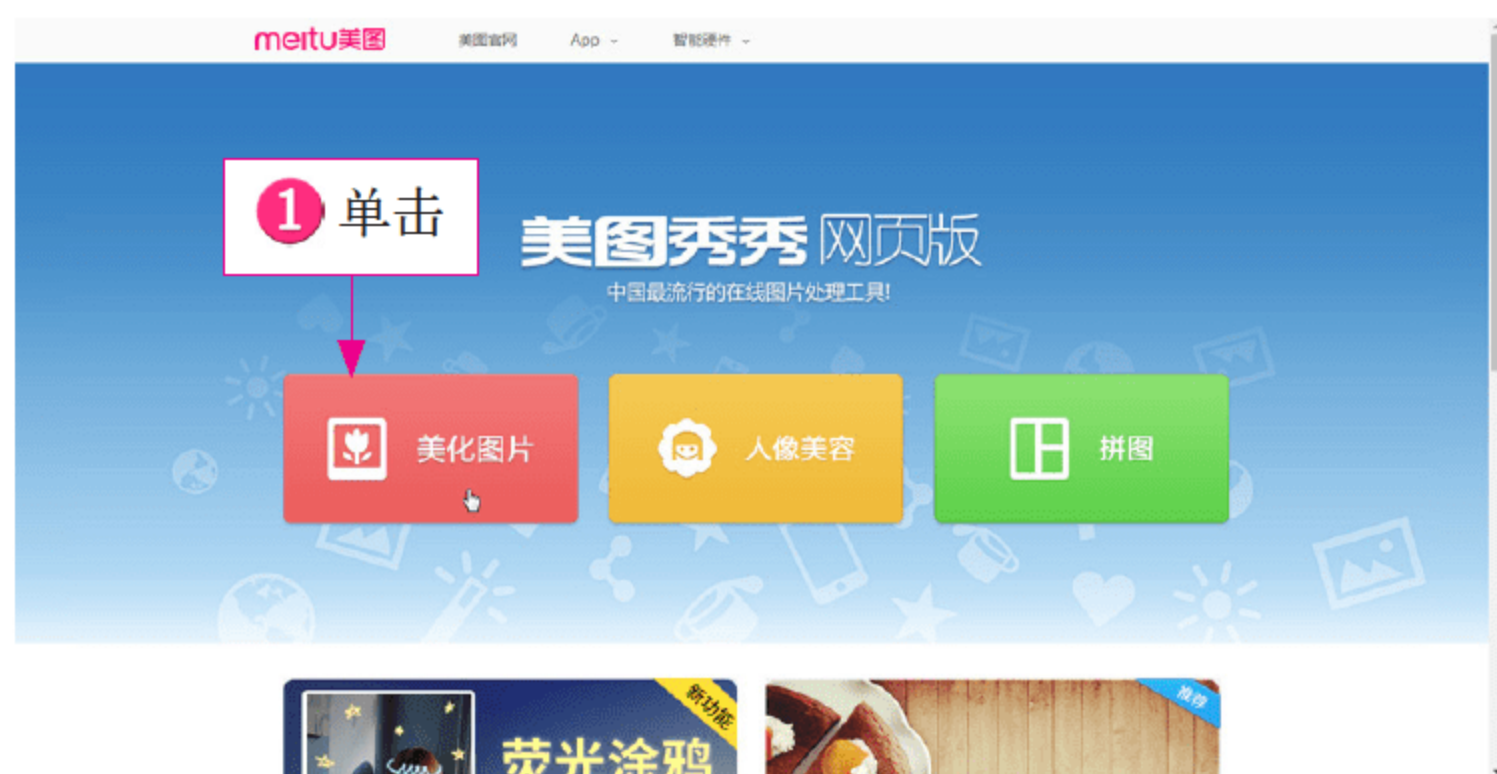 meitu美图 美图官网 App 智能硬件
1 单击
美图秀秀 网页版
中国最流行的在线图片处理工具!
美化图片 人像美容 拼图
新功能 推荐
荧光涂鸦